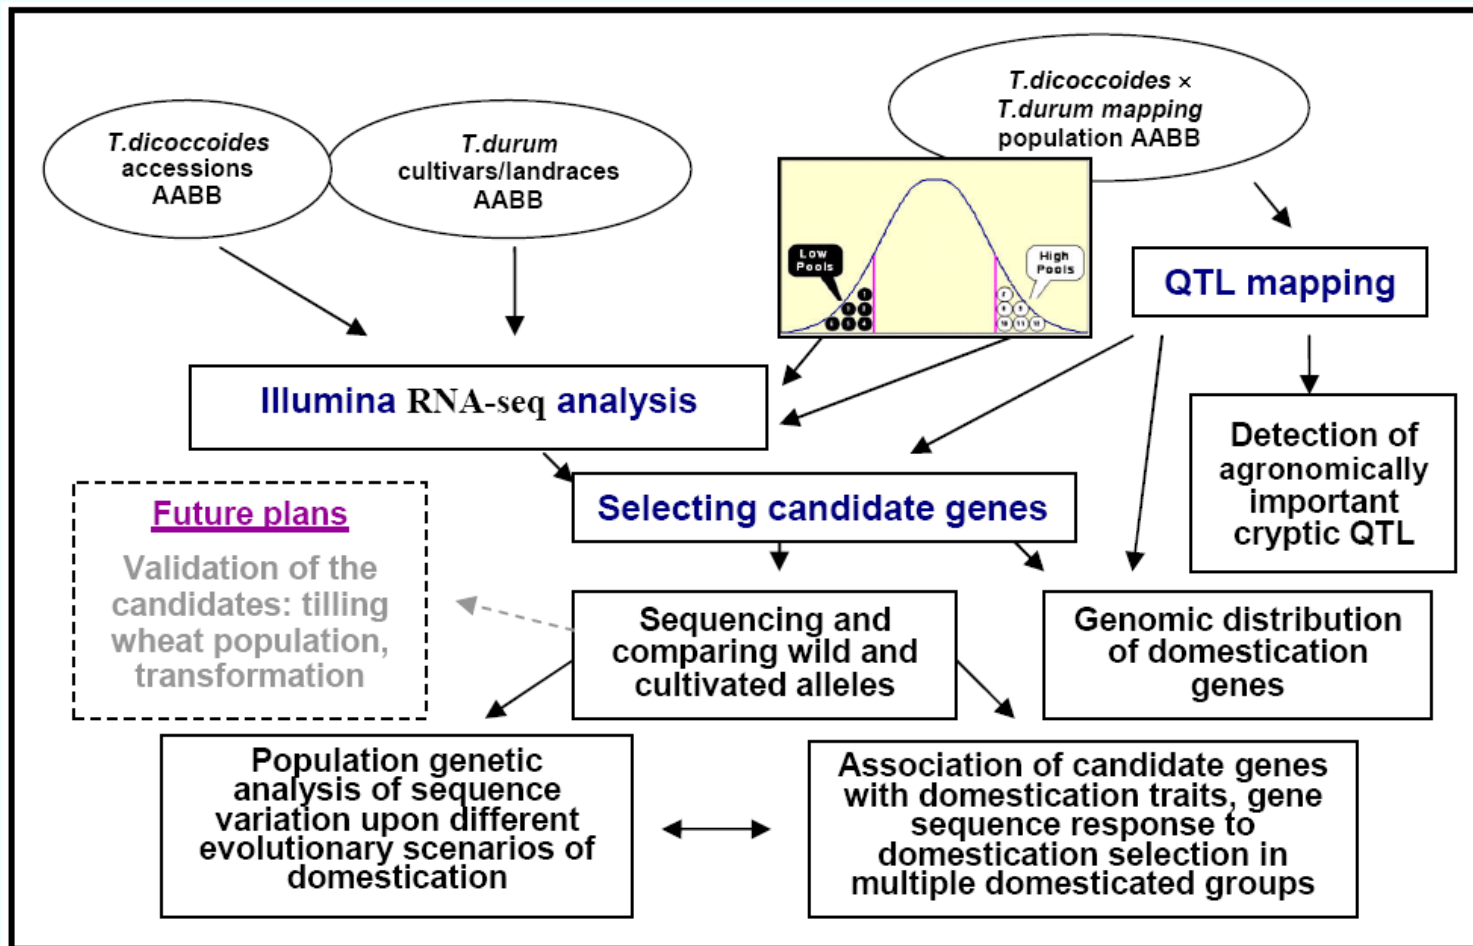 T.dicoccoides
accessions
AABB
T.durum
cultivars/landraces
AABB
T.dicoccoides ×
T.durum mapping
population AABB
Low
Pools
High
Pools
QTL mapping
Illumina RNA-seq analysis
Detection of
agronomically
important
cryptic QTL
Selecting candidate genes
Future plans
Validation of the
candidates: tilling
wheat population,
transformation
Sequencing and
comparing wild and
cultivated alleles
Genomic distribution
of domestication
genes
Population genetic
analysis of sequence
variation upon different
evolutionary scenarios of
domestication
Association of candidate genes
with domestication traits, gene
sequence response to
domestication selection in
multiple domesticated groups